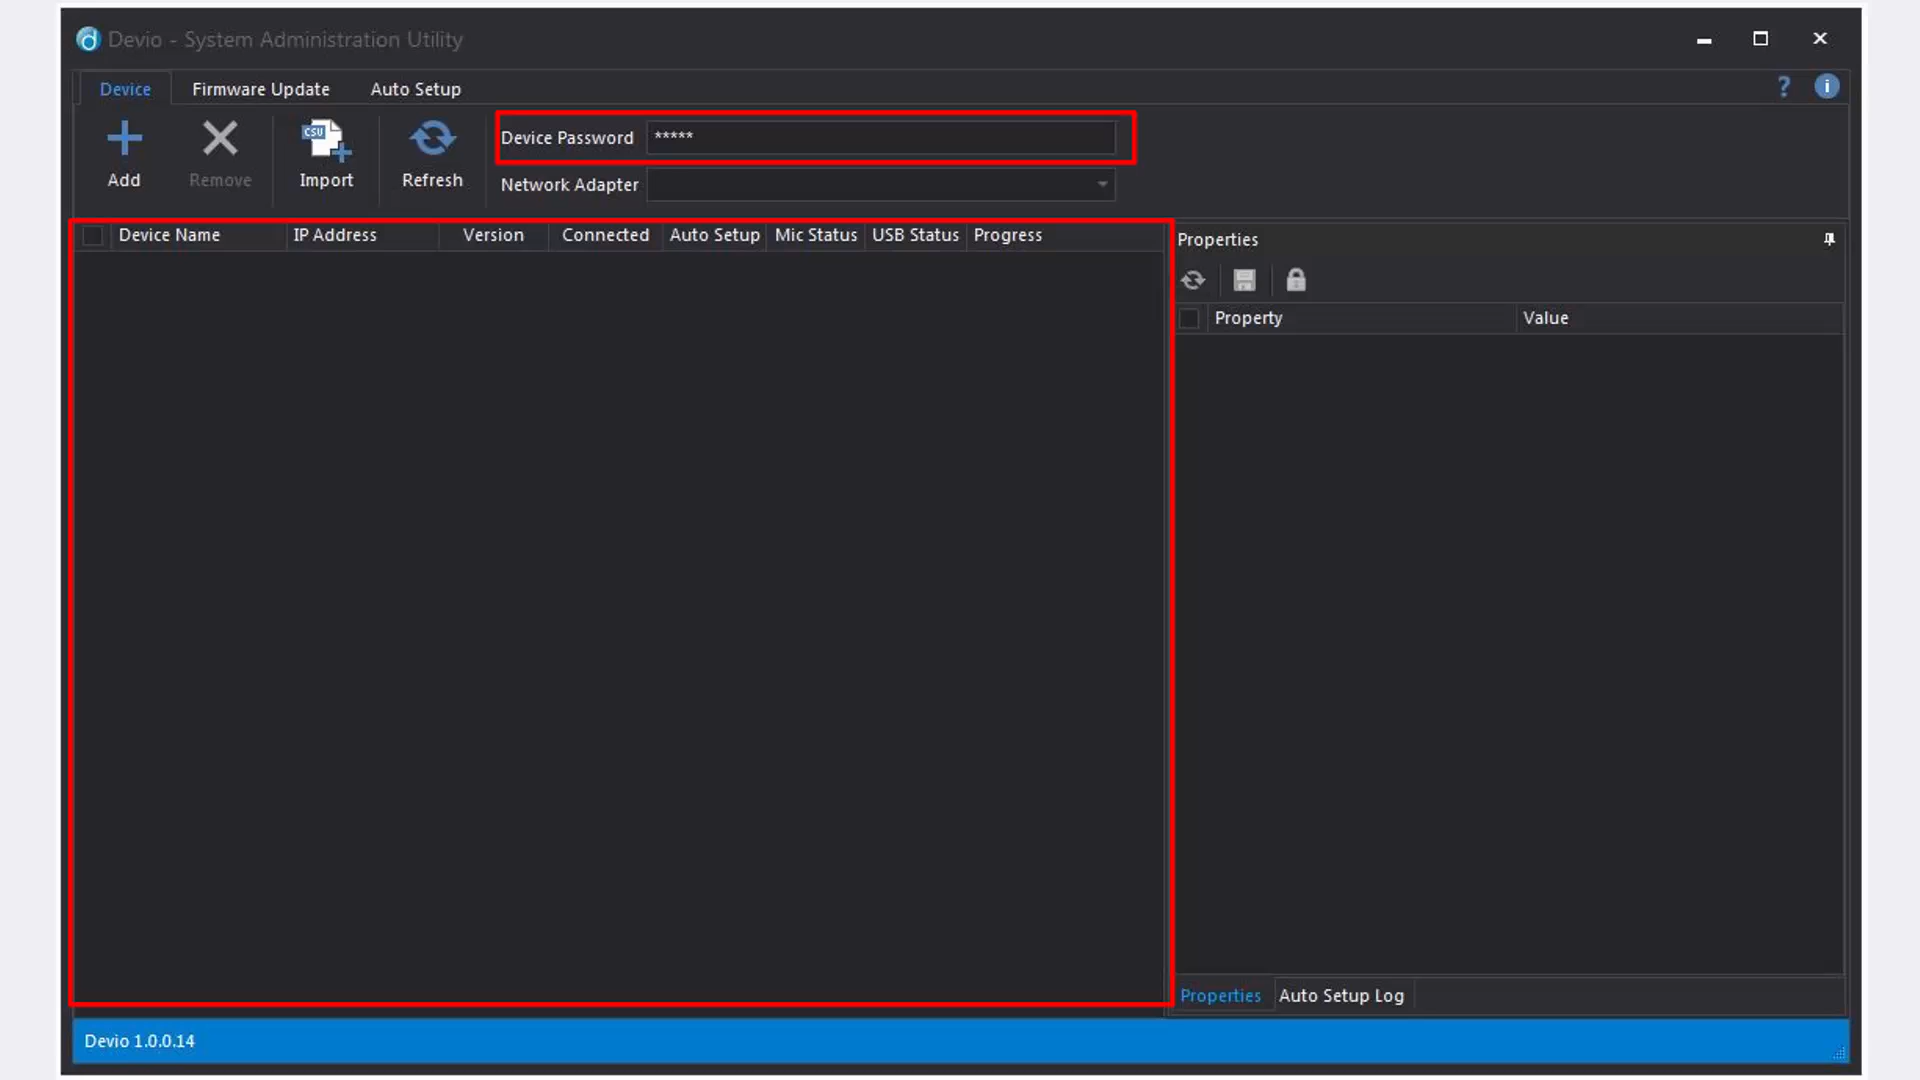 Devio - System Administration Utility
Device Firmware Update Auto Setup
Add Remove Import Refresh
CSV
Device Password *****
Network Adapter
Device Name IP Address Version Connected Auto Setup Mic Status USB Status Progress
Properties
Property Value
Properties Auto Setup Log
Devio 1.0.0.14